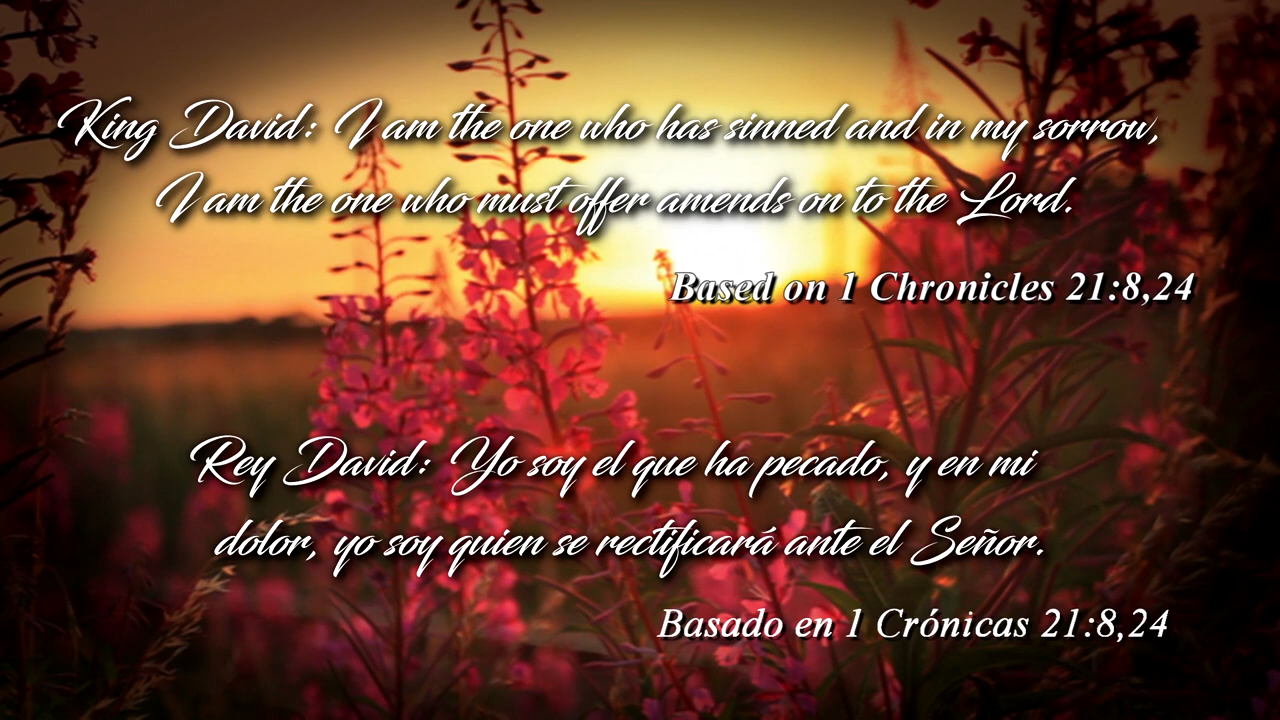 King David: I am the one who has sinned and in my sorrow,
I am the one who must offer amends on to the Lord.
Based on 1 Chronicles 21:8,24
Rey David: Yo soy el que ha pecado, y en mi
dolor, yo soy quien se rectificará ante el Señor.
Basado en 1 Crónicas 21:8,24